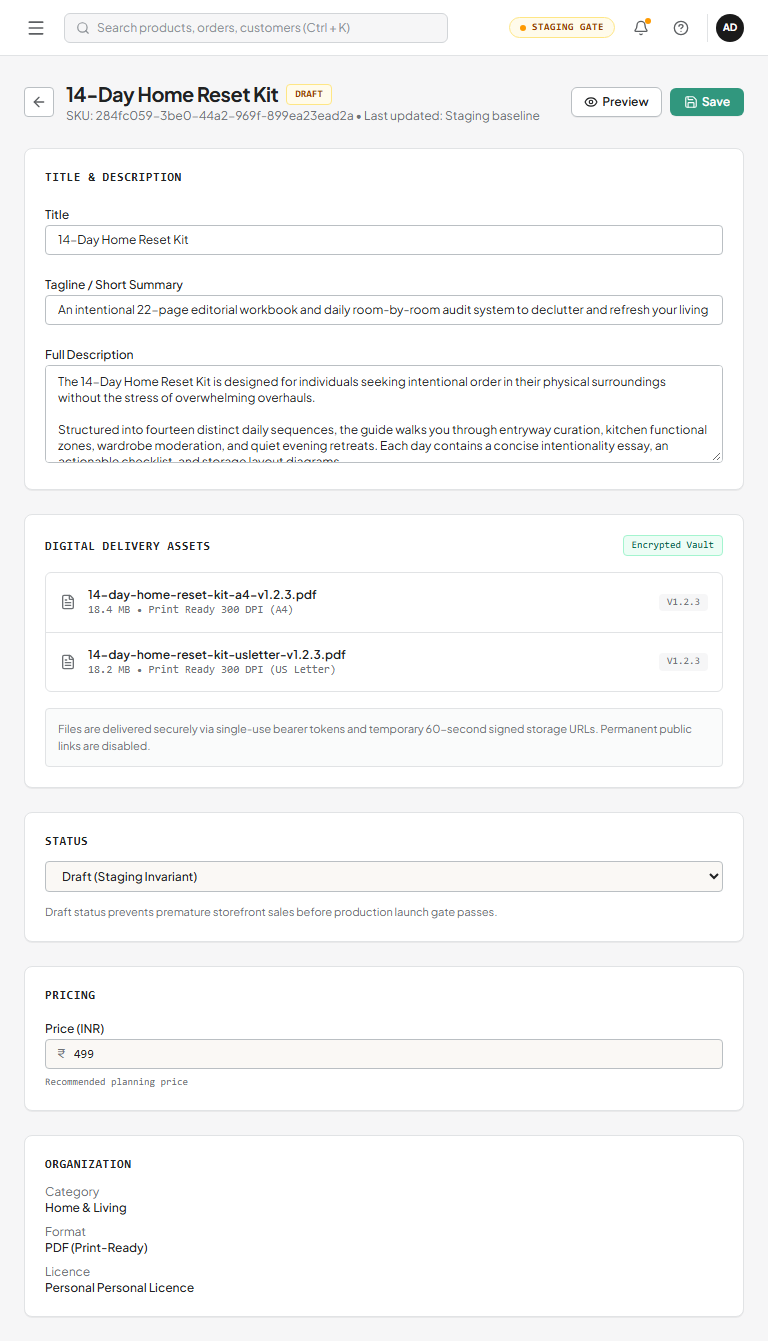 Search products, orders, customers (Ctrl + K)
STAGING GATE
AD
14-Day Home Reset Kit
DRAFT
SKU: 284fc059-3be0-44a2-969f-899ea23ead2a • Last updated: Staging baseline
Preview
Save
TITLE & DESCRIPTION
Title
14-Day Home Reset Kit
Tagline / Short Summary
An intentional 22-page editorial workbook and daily room-by-room audit system to declutter and refresh your living
Full Description
The 14-Day Home Reset Kit is designed for individuals seeking intentional order in their physical surroundings
without the stress of overwhelming overhauls.
Structured into fourteen distinct daily sequences, the guide walks you through entryway curation, kitchen functional
zones, wardrobe moderation, and quiet evening retreats. Each day contains a concise intentionality essay, an
actionable checklist, and storage layout diagrams.
DIGITAL DELIVERY ASSETS
Encrypted Vault
14-day-home-reset-kit-a4-v1.2.3.pdf
18.4 MB • Print Ready 300 DPI (A4)
V1.2.3
14-day-home-reset-kit-usletter-v1.2.3.pdf
18.2 MB • Print Ready 300 DPI (US Letter)
V1.2.3
Files are delivered securely via single-use bearer tokens and temporary 60-second signed storage URLs. Permanent public
links are disabled.
STATUS
Draft (Staging Invariant)
Draft status prevents premature storefront sales before production launch gate passes.
PRICING
Price (INR)
₹ 499
Recommended planning price
ORGANIZATION
Category
Home & Living
Format
PDF (Print-Ready)
Licence
Personal Personal Licence